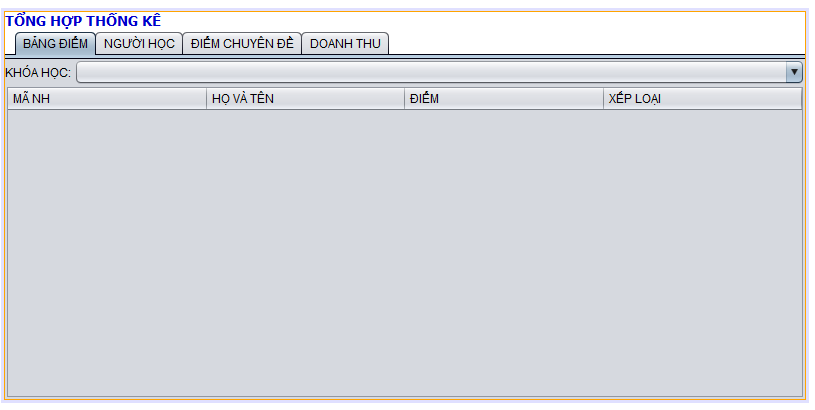 TỔNG HỢP THỐNG KÊ
BẢNG ĐIỂM NGƯỜI HỌC ĐIỂM CHUYÊN ĐỀ DOANH THU
KHÓA HỌC:
MÃ NH HỌ VÀ TÊN ĐIỂM XẾP LOẠI